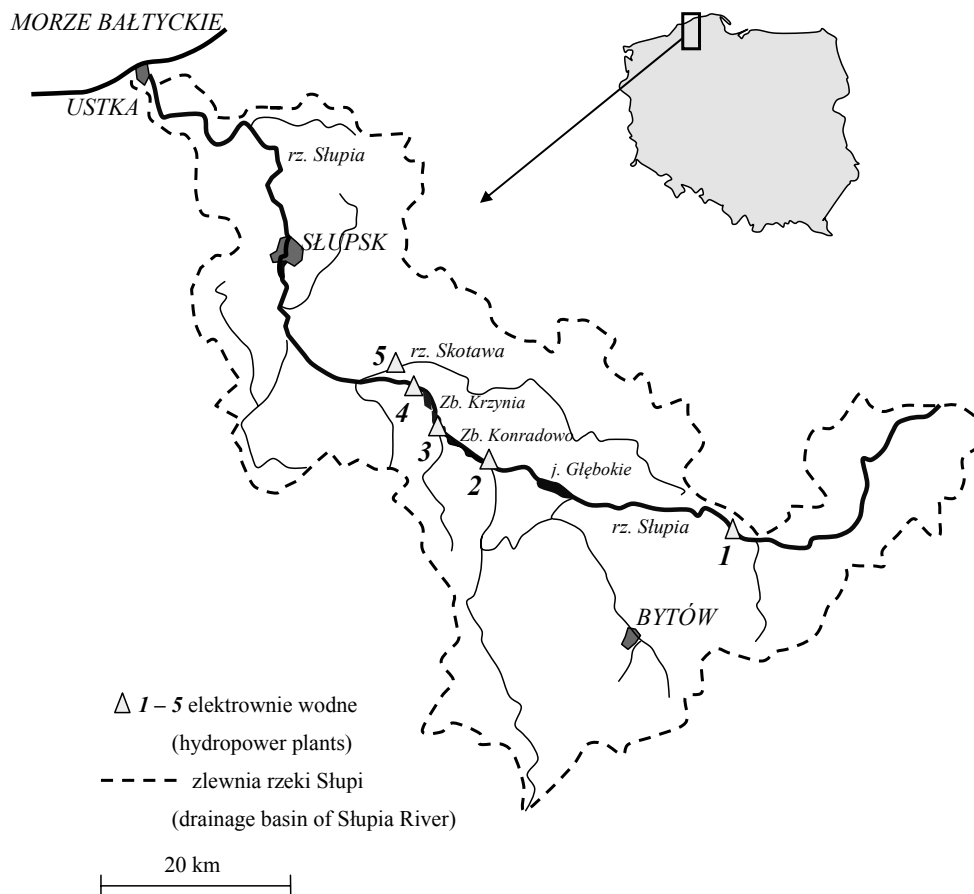 MORZE BAŁTYCKIE
USTKA
rz. Słupia
SŁUPSK
5
rz. Skotawa
4
Zb. Krzynia
3
Zb. Konradowo
2
j. Głębokie
rz. Słupia
1
BYTÓW
1 – 5 elektrownie wodne
(hydropower plants)
zlewnia rzeki Słupi
(drainage basin of Słupia River)
20 km